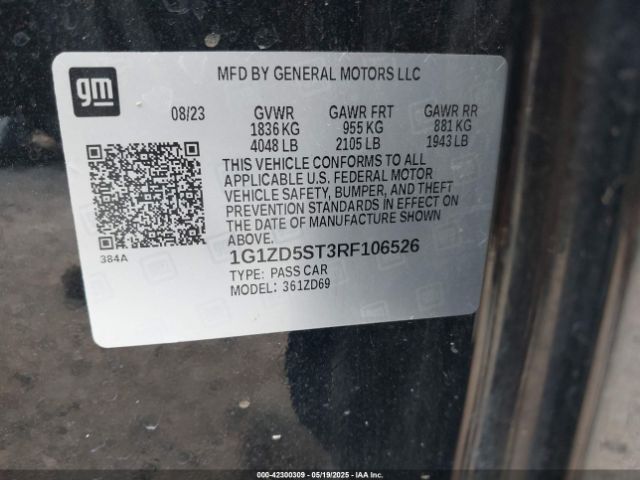 gm
MFD BY GENERAL MOTORS LLC
08/23 GVWR GAWR FRT GAWR RR
1836 KG 955 KG 881 KG
4048 LB 2105 LB 1943 LB
THIS VEHICLE CONFORMS TO ALL
APPLICABLE U.S. FEDERAL MOTOR
VEHICLE SAFETY, BUMPER, AND THEFT
PREVENTION STANDARDS IN EFFECT ON
THE DATE OF MANUFACTURE SHOWN
ABOVE.
384A
1G1ZD5ST3RF106526
TYPE: PASS CAR
MODEL: 361ZD69
000-42300309 | 05/19/2025 | IAAI.COM